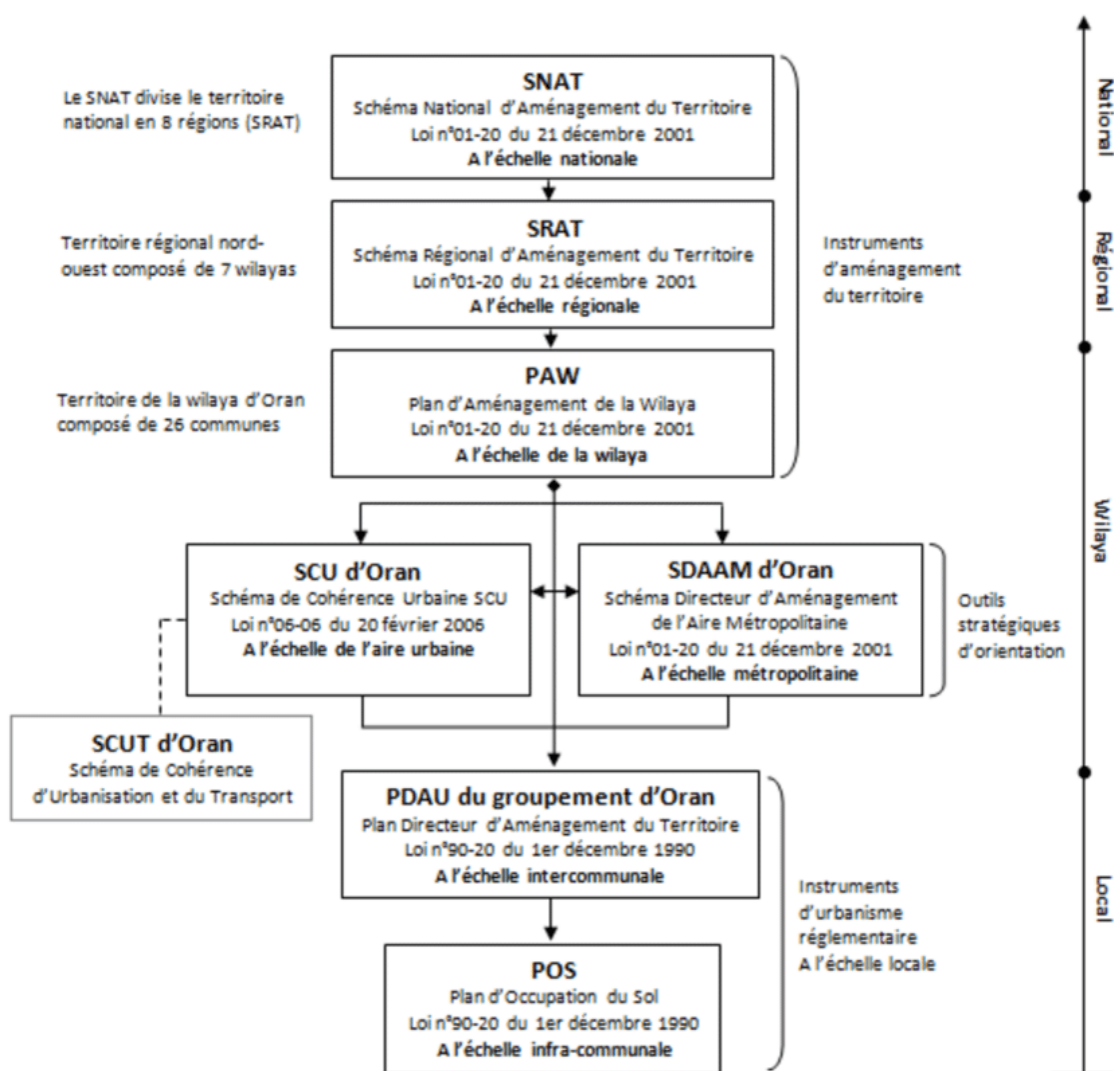 SNAT
Schéma National d'Aménagement du Territoire
Loi n°01-20 du 21 décembre 2001
A l'échelle nationale
Le SNAT divise le territoire
national en 8 régions (SRAT)
SRAT
Schéma Régional d'Aménagement du Territoire
Loi n°01-20 du 21 décembre 2001
A l'échelle régionale
Territoire régional nord-
ouest composé de 7 wilayas
Instruments
d'aménagement
du territoire
PAW
Plan d'Aménagement de la Wilaya
Loi n°01-20 du 21 décembre 2001
A l'échelle de la wilaya
Territoire de la wilaya d'Oran
composé de 26 communes
SCU d'Oran
Schéma de Cohérence Urbaine SCU
Loi n°06-06 du 20 février 2006
A l'échelle de l'aire urbaine
SDAAM d'Oran
Schéma Directeur d'Aménagement
de l'Aire Métropolitaine
Loi n°01-20 du 21 décembre 2001
A l'échelle métropolitaine
Outils
stratégiques
d'orientation
SCUT d'Oran
Schéma de Cohérence
d'Urbanisation et du Transport
PDAU du groupement d'Oran
Plan Directeur d'Aménagement du Territoire
Loi n°90-20 du 1er décembre 1990
A l'échelle intercommunale
Instruments
d'urbanisme
réglementaire
A l'échelle locale
POS
Plan d'Occupation du Sol
Loi n°90-20 du 1er décembre 1990
A l'échelle infra-communale
National
Régional
Wilaya
Local